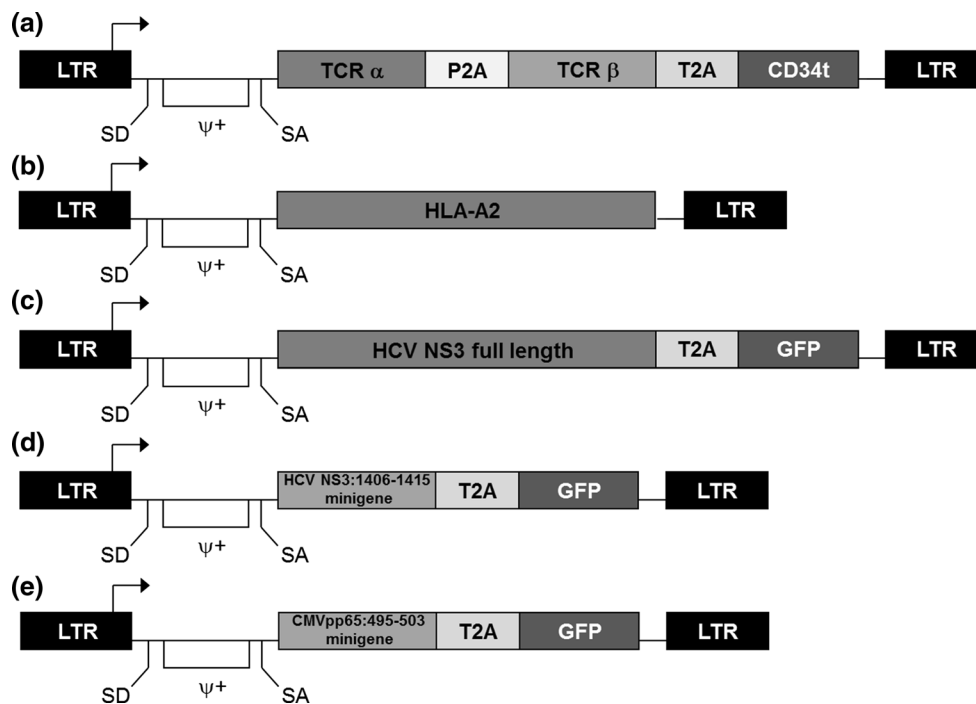 (a)
LTR TCR α P2A TCR β T2A CD34t LTR
SD ψ+ SA
(b)
LTR HLA-A2 LTR
SD ψ+ SA
(c)
LTR HCV NS3 full length T2A GFP LTR
SD ψ+ SA
(d)
LTR HCV NS3:1406-1415 minigene T2A GFP LTR
SD ψ+ SA
(e)
LTR CMVpp65:495-503 minigene T2A GFP LTR
SD ψ+ SA